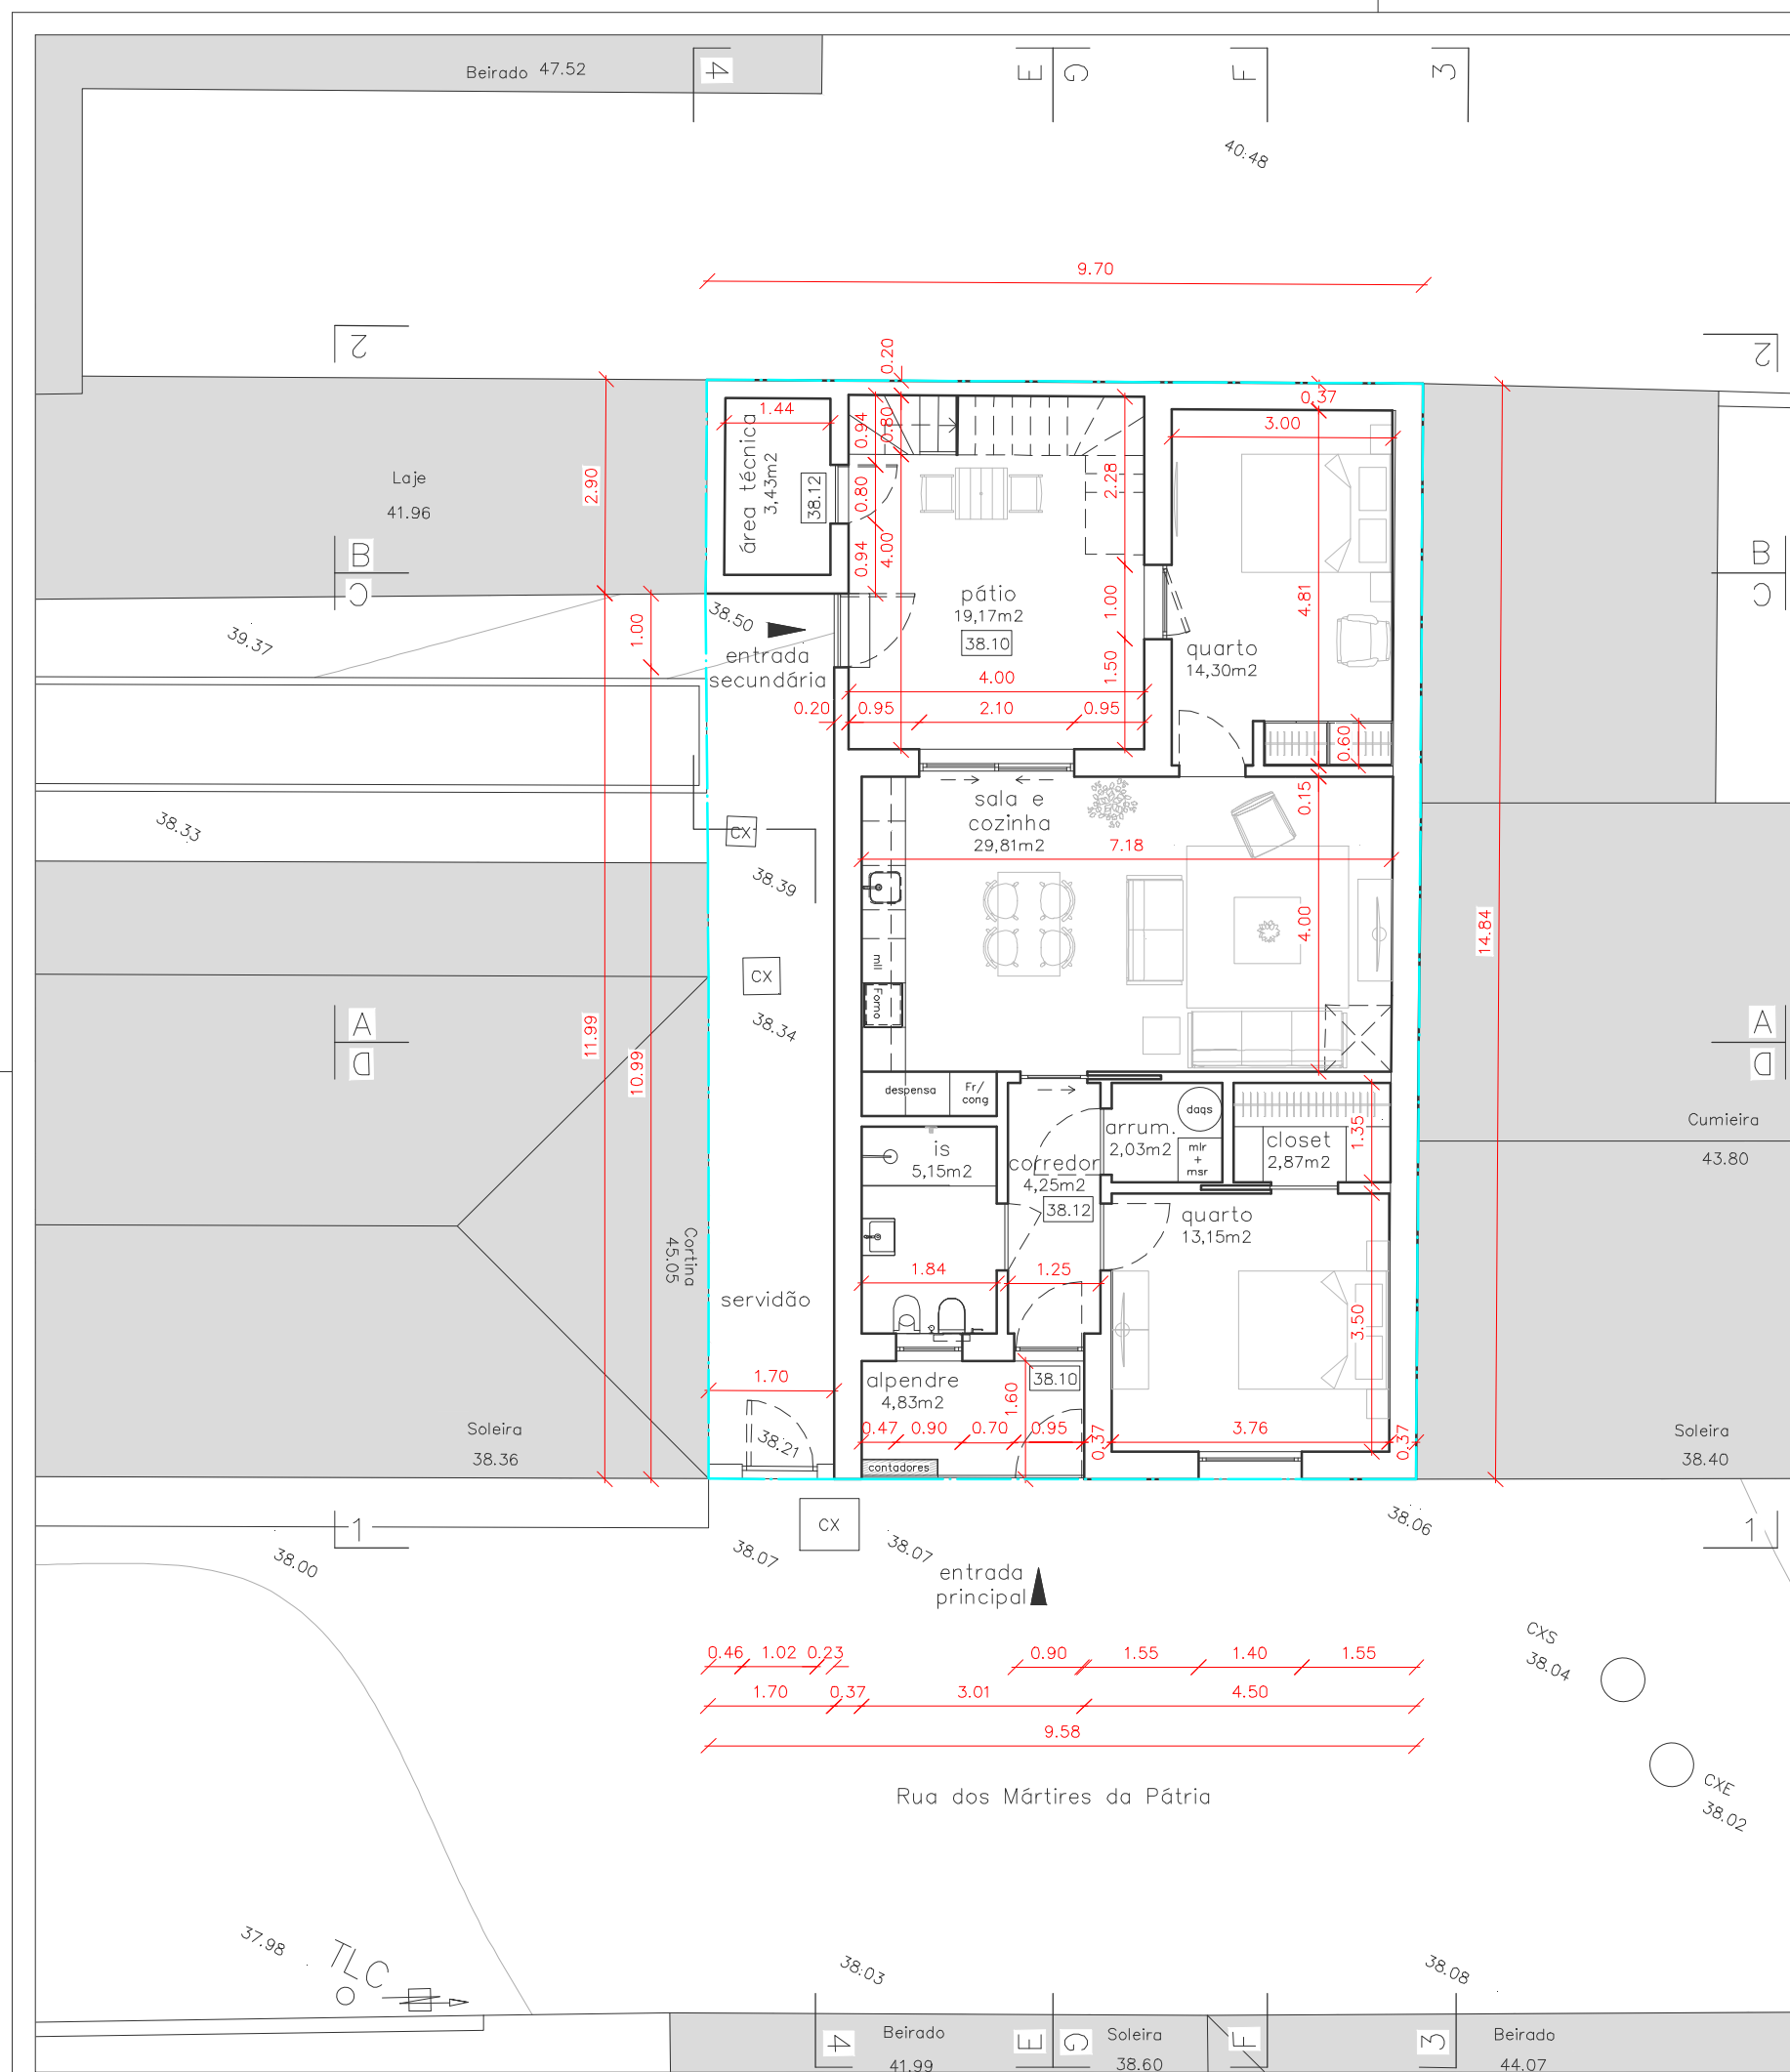 Beirado 47.52
4
E
G
F
3
40.48
9.70
2
2
0.20
0.37
1.44
0.94
0.80
3.00
área técnica
3,43m2
38.12
0.80
2.28
Laje
41.96
2.90
0.94
4.00
B
C
B
C
pátio
19,17m2
38.10
1.00
4.81
38.50
39.37
1.00
entrada
secundária
quarto
14,30m2
1.50
4.00
0.20
0.95
2.10
0.95
0.60
0.15
sala e
cozinha
29,81m2
7.18
38.33
CX
38.39
4.00
14.84
mll
Forno
CX
38.34
11.99
10.99
A
D
A
D
despensa
Fr/
cong
daqs
arrum.
2,03m2
mlr
+
msr
closet
2,87m2
1.35
Cumieira
43.80
is
5,15m2
corredor
4,25m2
38.12
quarto
13,15m2
Cortina
45.05
1.84
1.25
servidão
3.50
1.70
alpendre
4,83m2
38.10
1.60
0.47
0.90
0.70
0.95
0.37
3.76
0.37
Soleira
38.36
38.21
contadores
Soleira
38.40
1
CX
1
38.00
38.07
38.07
38.06
entrada
principal
0.46
1.02
0.23
0.90
1.55
1.40
1.55
1.70
0.37
3.01
4.50
9.58
CXS
38.04
CXE
38.02
Rua dos Mártires da Pátria
37.98
TLC
38.03
38.08
4
Beirado
41.99
E
G
Soleira
38.60
F
3
Beirado
44.07